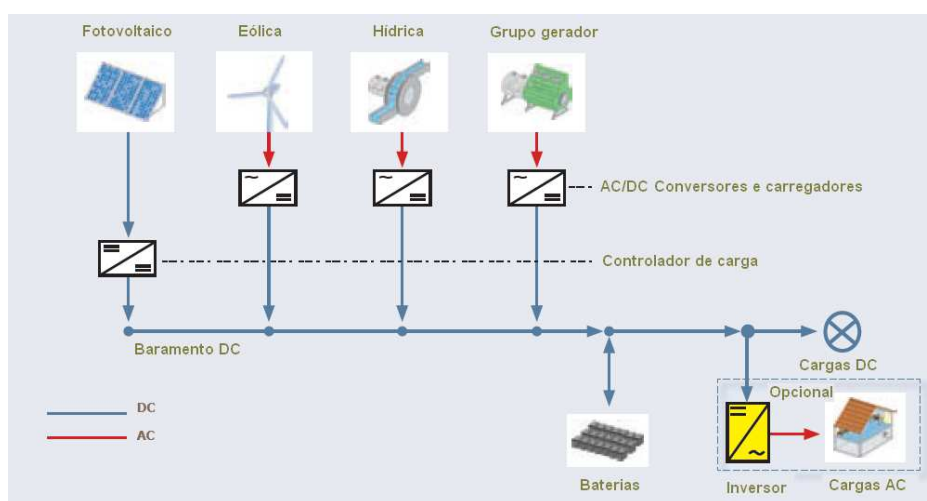 Fotovoltaico
Eólica
Hídrica
Grupo gerador
AC/DC Conversores e carregadores
Controlador de carga
Baramento DC
Cargas DC
DC
AC
Opcional
Baterias
Inversor
Cargas AC